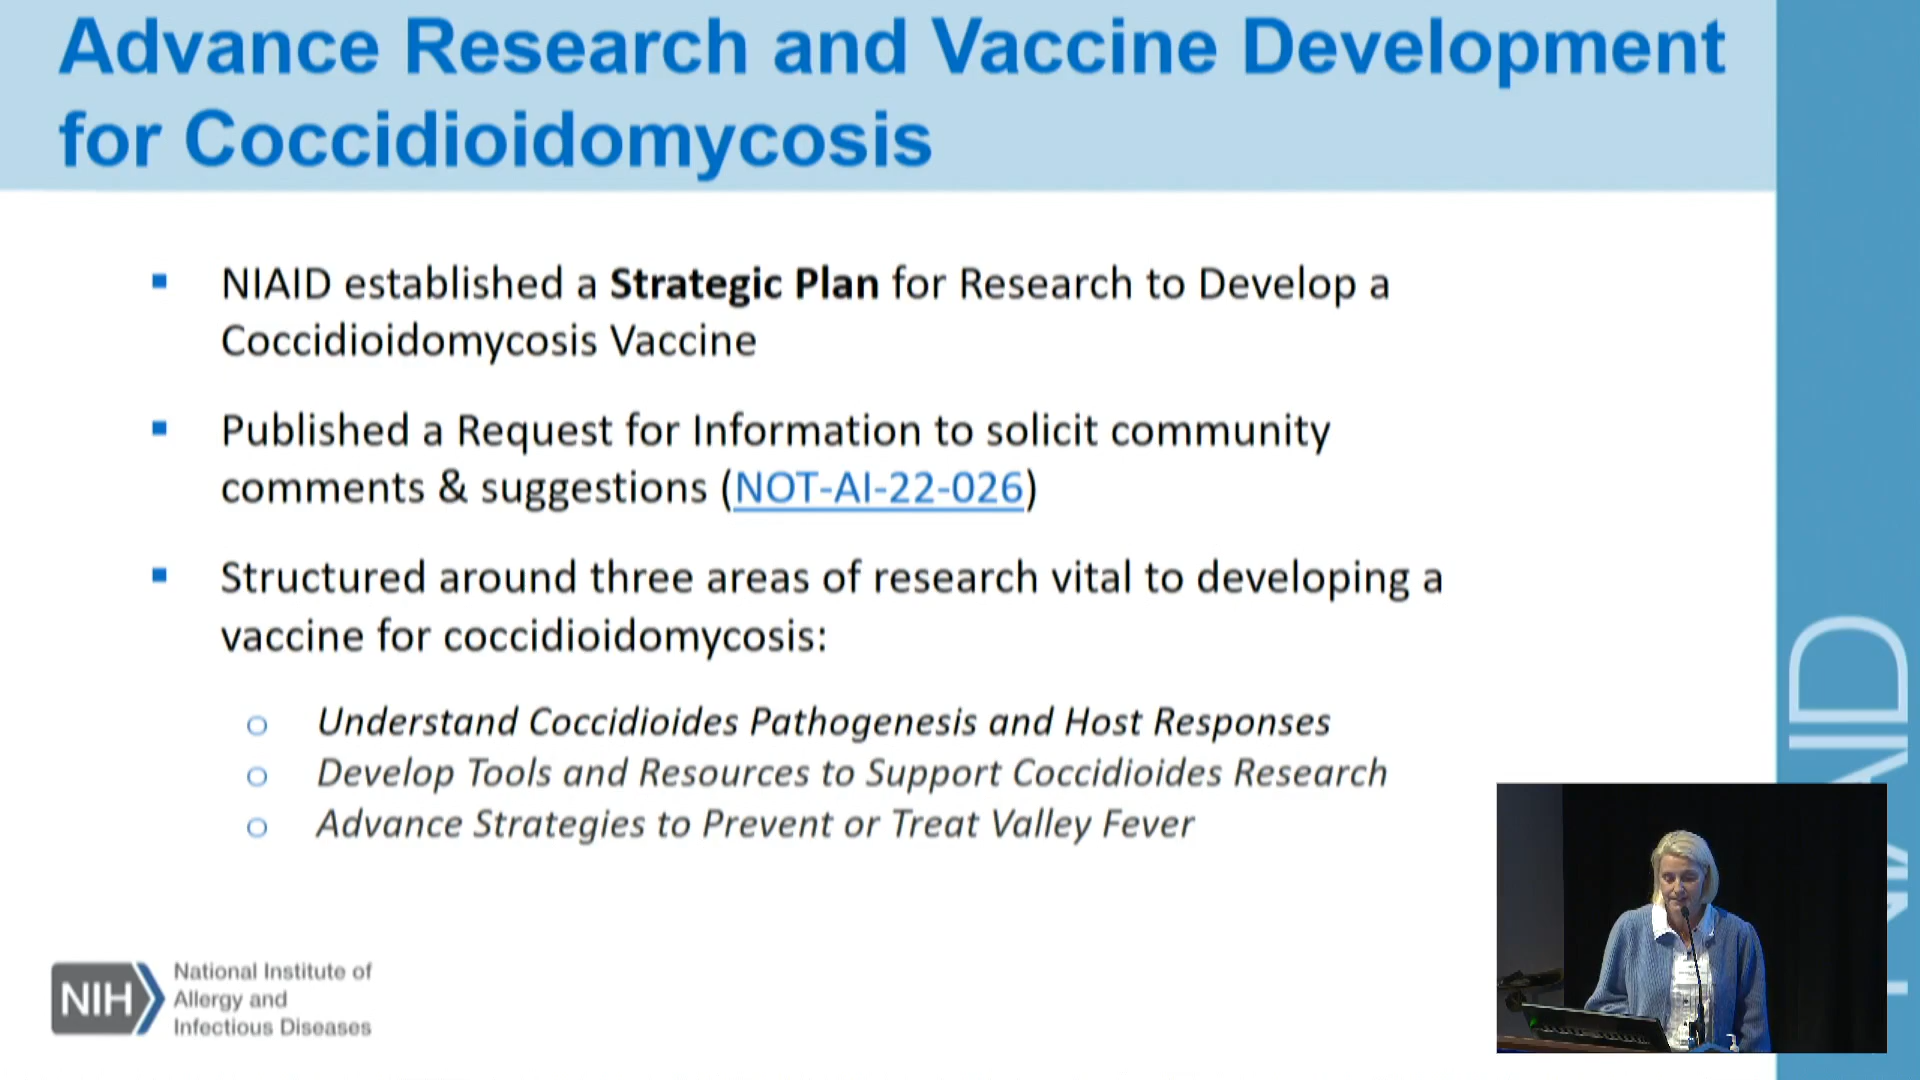 Advance Research and Vaccine Development
for Coccidioidomycosis
▪ NIAID established a Strategic Plan for Research to Develop a
Coccidioidomycosis Vaccine
▪ Published a Request for Information to solicit community
comments & suggestions (NOT-AI-22-026)
▪ Structured around three areas of research vital to developing a
vaccine for coccidioidomycosis:
o Understand Coccidioides Pathogenesis and Host Responses
o Develop Tools and Resources to Support Coccidioides Research
o Advance Strategies to Prevent or Treat Valley Fever
NIH
National Institute of
Allergy and
Infectious Diseases
NIAID